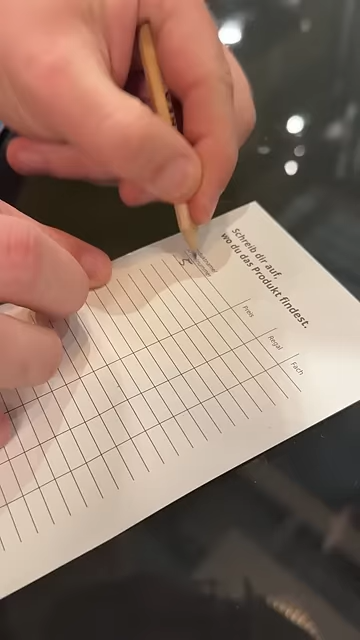 Schreib dir auf,
wo du das Produkt findest.
Preis
Regal
Fach